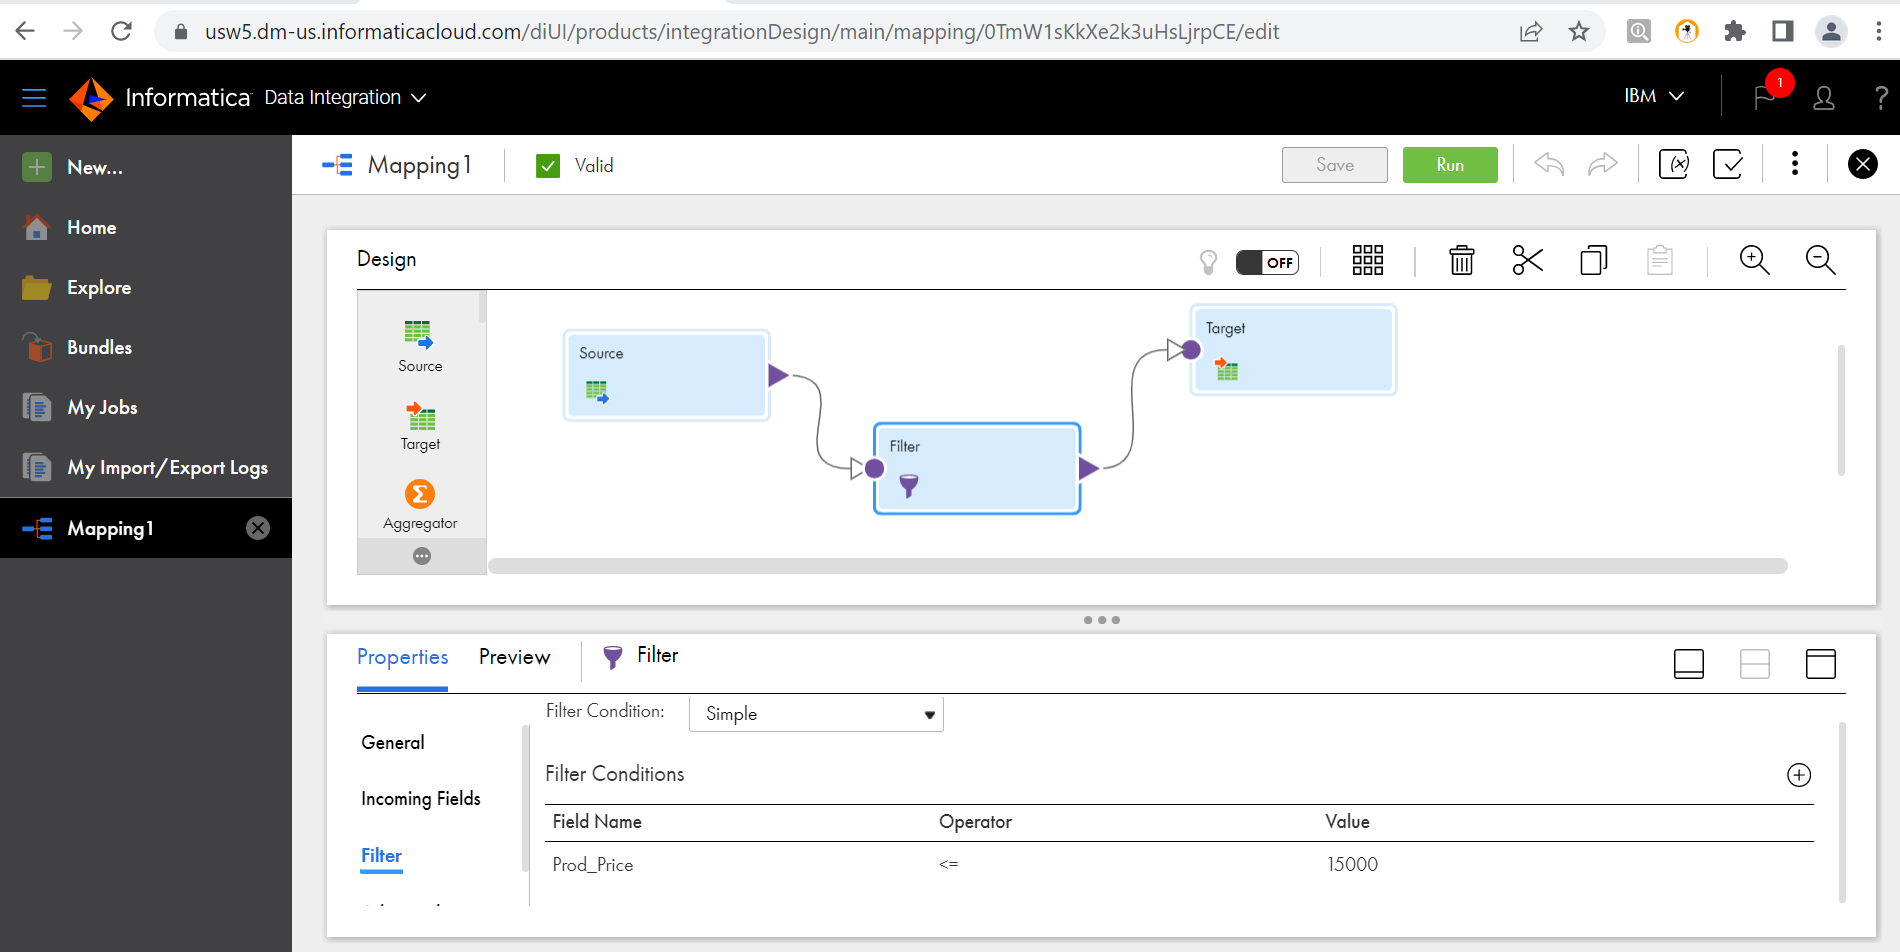 usw5.dm-us.informaticacloud.com/diUI/products/integrationDesign/main/mapping/0TmW1sKkXe2k3uHsLjrpCE/edit
Informatica Data Integration
IBM
1
?
New...
Home
Explore
Bundles
My Jobs
My Import/Export Logs
Mapping1
Mapping1
Valid
Save
Run
(x)
Design
OFF
Source
Target
Aggregator
Source
Filter
Target
Properties
Preview
Filter
General
Incoming Fields
Filter
Filter Condition:
Simple
Filter Conditions
Field Name Operator Value
Prod_Price <= 15000